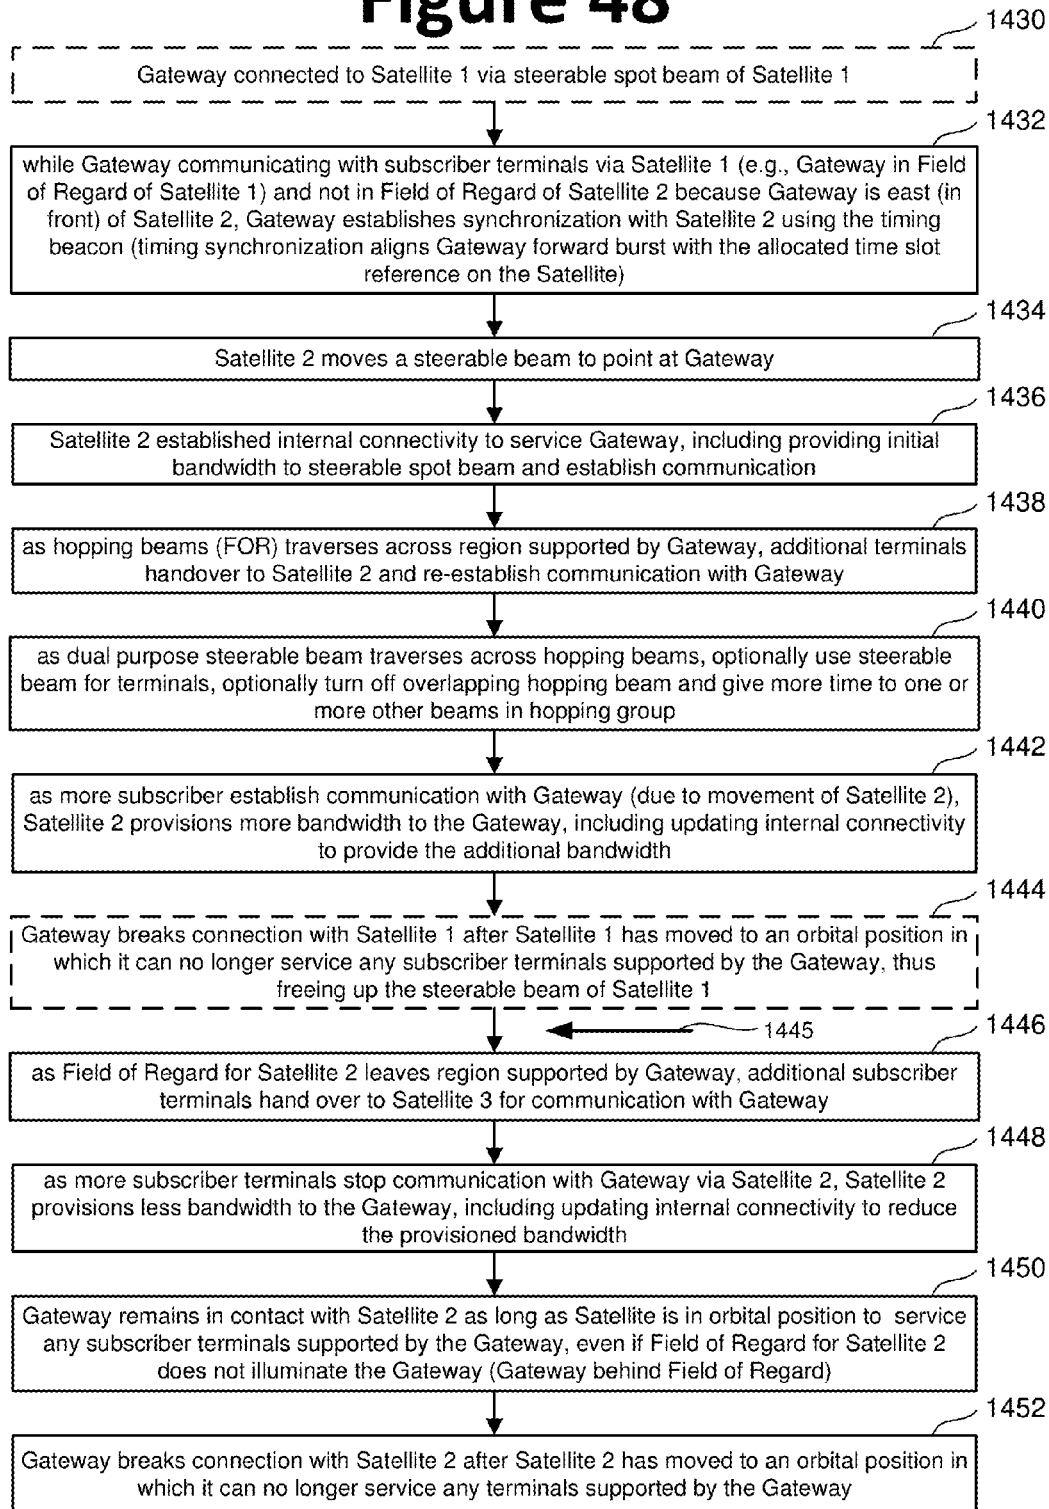 Figure 48
1430
Gateway connected to Satellite 1 via steerable spot beam of Satellite 1
1432
while Gateway communicating with subscriber terminals via Satellite 1 (e.g., Gateway in Field
of Regard of Satellite 1) and not in Field of Regard of Satellite 2 because Gateway is east (in
front) of Satellite 2, Gateway establishes synchronization with Satellite 2 using the timing
beacon (timing synchronization aligns Gateway forward burst with the allocated time slot
reference on the Satellite)
1434
Satellite 2 moves a steerable beam to point at Gateway
1436
Satellite 2 established internal connectivity to service Gateway, including providing initial
bandwidth to steerable spot beam and establish communication
1438
as hopping beams (FOR) traverses across region supported by Gateway, additional terminals
handover to Satellite 2 and re-establish communication with Gateway
1440
as dual purpose steerable beam traverses across hopping beams, optionally use steerable
beam for terminals, optionally turn off overlapping hopping beam and give more time to one or
more other beams in hopping group
1442
as more subscriber establish communication with Gateway (due to movement of Satellite 2),
Satellite 2 provisions more bandwidth to the Gateway, including updating internal connectivity
to provide the additional bandwidth
1444
Gateway breaks connection with Satellite 1 after Satellite 1 has moved to an orbital position in
which it can no longer service any subscriber terminals supported by the Gateway, thus
freeing up the steerable beam of Satellite 1
1445
1446
as Field of Regard for Satellite 2 leaves region supported by Gateway, additional subscriber
terminals hand over to Satellite 3 for communication with Gateway
1448
as more subscriber terminals stop communication with Gateway via Satellite 2, Satellite 2
provisions less bandwidth to the Gateway, including updating internal connectivity to reduce
the provisioned bandwidth
1450
Gateway remains in contact with Satellite 2 as long as Satellite is in orbital position to service
any subscriber terminals supported by the Gateway, even if Field of Regard for Satellite 2
does not illuminate the Gateway (Gateway behind Field of Regard)
1452
Gateway breaks connection with Satellite 2 after Satellite 2 has moved to an orbital position in
which it can no longer service any terminals supported by the Gateway